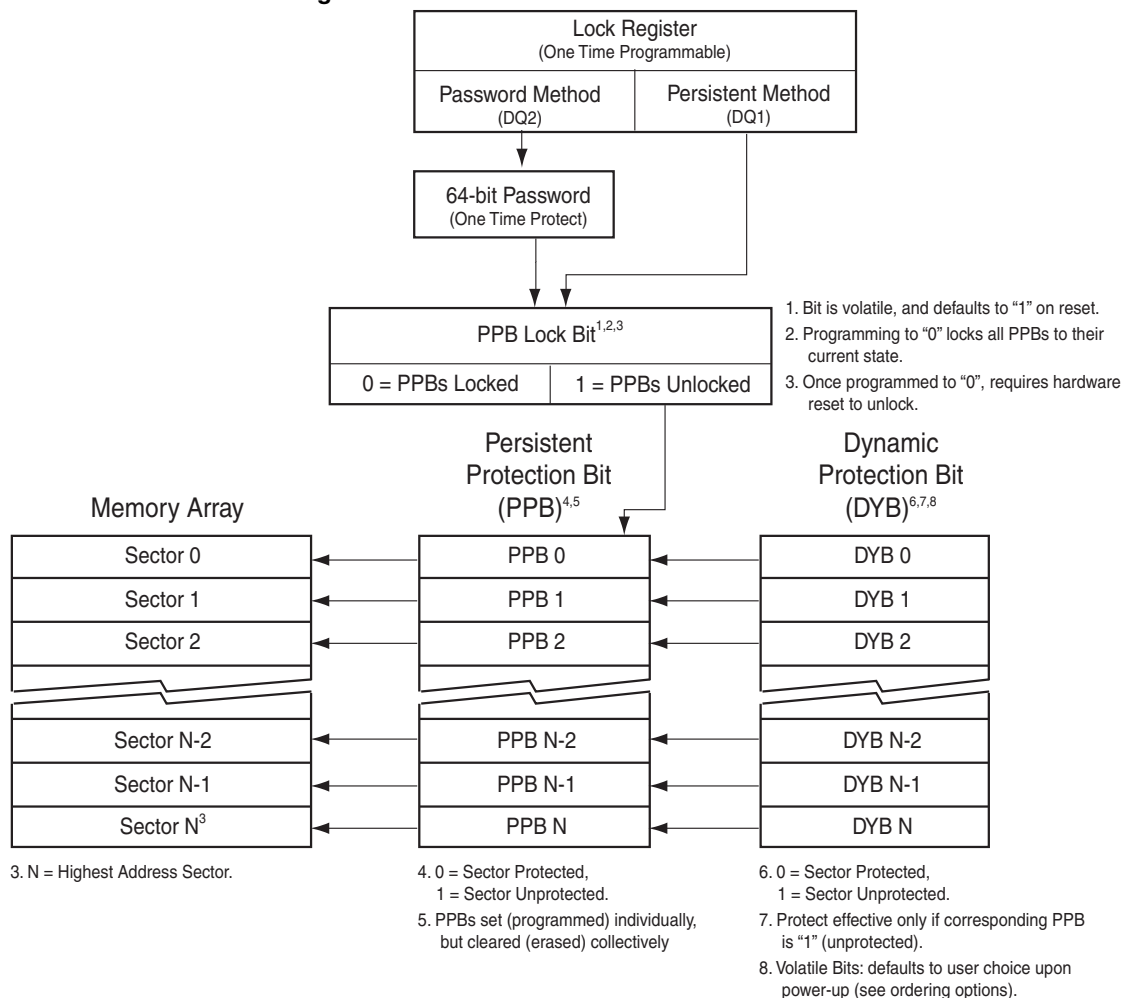 Lock Register
(One Time Programmable)
Password Method
(DQ2)
Persistent Method
(DQ1)
64-bit Password
(One Time Protect)
PPB Lock Bit1,2,3
0 = PPBs Locked
1 = PPBs Unlocked
1. Bit is volatile, and defaults to “1” on reset.
2. Programming to “0” locks all PPBs to their
current state.
3. Once programmed to “0”, requires hardware
reset to unlock.
Memory Array
Persistent
Protection Bit
(PPB)4,5
Dynamic
Protection Bit
(DYB)6,7,8
Sector 0
PPB 0
DYB 0
Sector 1
PPB 1
DYB 1
Sector 2
PPB 2
DYB 2
Sector N-2
PPB N-2
DYB N-2
Sector N-1
PPB N-1
DYB N-1
Sector N3
PPB N
DYB N
3. N = Highest Address Sector.
4. 0 = Sector Protected,
1 = Sector Unprotected.
5. PPBs set (programmed) individually,
but cleared (erased) collectively
6. 0 = Sector Protected,
1 = Sector Unprotected.
7. Protect effective only if corresponding PPB
is “1” (unprotected).
8. Volatile Bits: defaults to user choice upon
power-up (see ordering options).